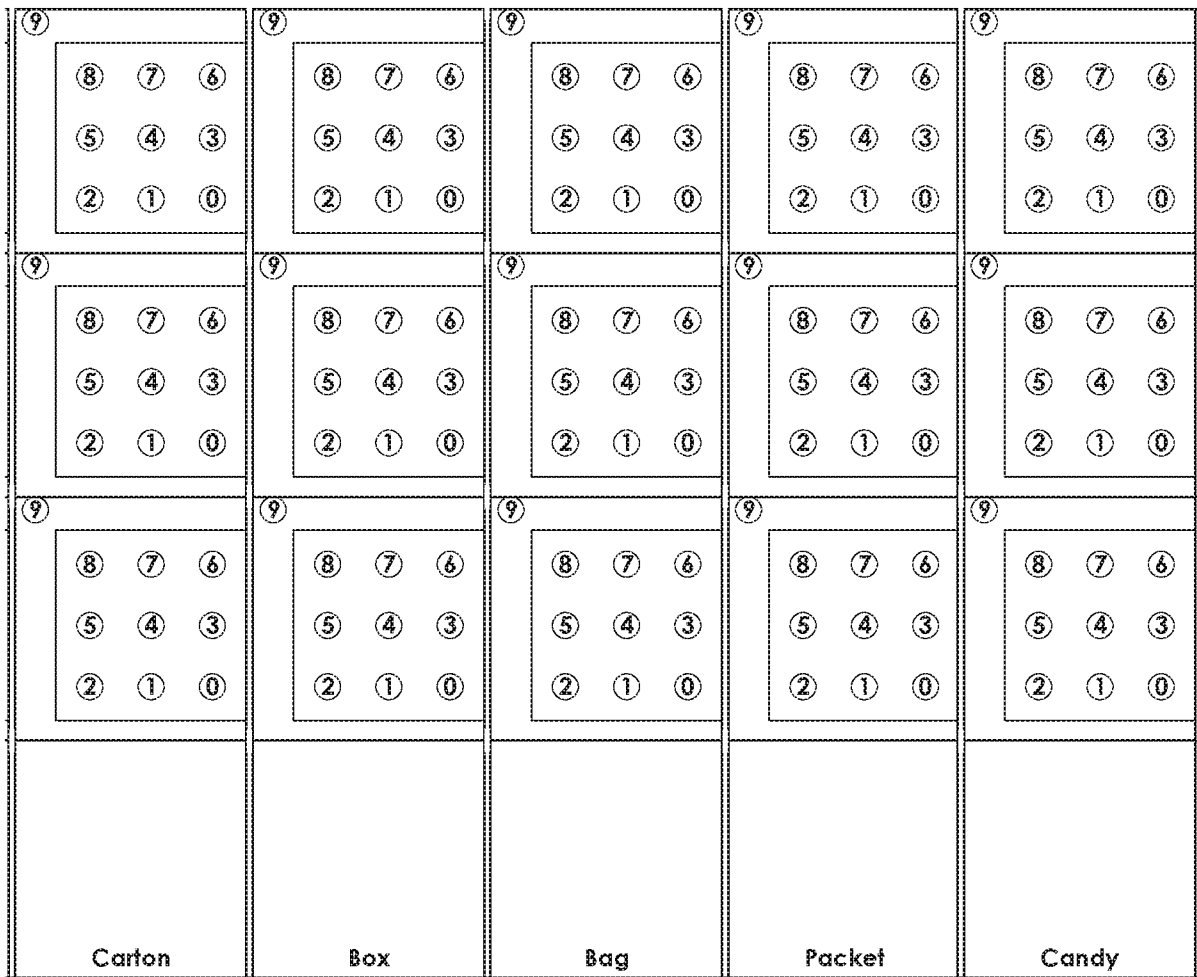 ⑨ ⑨ ⑨ ⑨ ⑨
⑧ ⑦ ⑥ ⑧ ⑦ ⑥ ⑧ ⑦ ⑥ ⑧ ⑦ ⑥ ⑧ ⑦ ⑥
⑤ ④ ③ ⑤ ④ ③ ⑤ ④ ③ ⑤ ④ ③ ⑤ ④ ③
② ① ⓪ ② ① ⓪ ② ① ⓪ ② ① ⓪ ② ① ⓪
⑨ ⑨ ⑨ ⑨ ⑨
⑧ ⑦ ⑥ ⑧ ⑦ ⑥ ⑧ ⑦ ⑥ ⑧ ⑦ ⑥ ⑧ ⑦ ⑥
⑤ ④ ③ ⑤ ④ ③ ⑤ ④ ③ ⑤ ④ ③ ⑤ ④ ③
② ① ⓪ ② ① ⓪ ② ① ⓪ ② ① ⓪ ② ① ⓪
⑨ ⑨ ⑨ ⑨ ⑨
⑧ ⑦ ⑥ ⑧ ⑦ ⑥ ⑧ ⑦ ⑥ ⑧ ⑦ ⑥ ⑧ ⑦ ⑥
⑤ ④ ③ ⑤ ④ ③ ⑤ ④ ③ ⑤ ④ ③ ⑤ ④ ③
② ① ⓪ ② ① ⓪ ② ① ⓪ ② ① ⓪ ② ① ⓪
Carton Box Bag Packet Candy